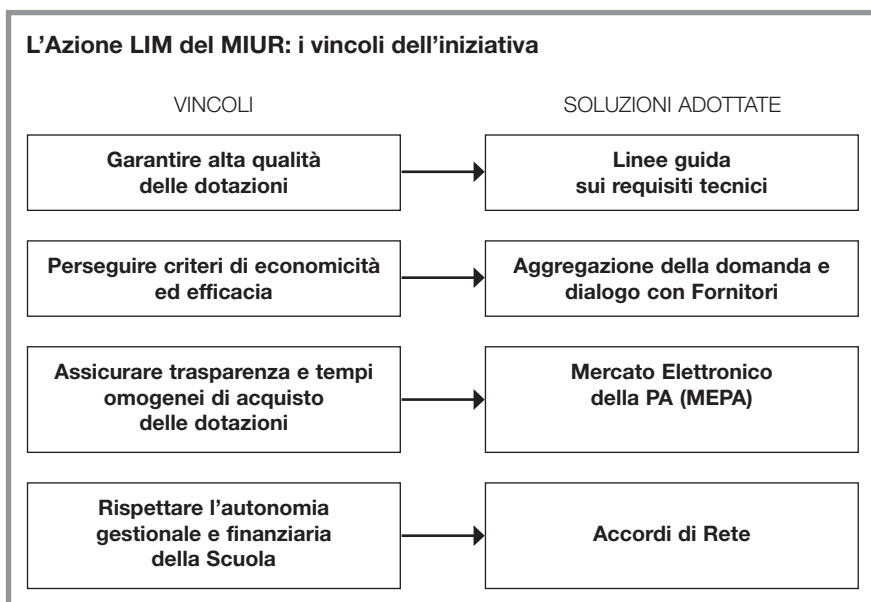 L'Azione LIM del MIUR: i vincoli dell'iniziativa
VINCOLI
SOLUZIONI ADOTTATE
Garantire alta qualità
delle dotazioni
Linee guida
sui requisiti tecnici
Perseguire criteri di economicità
ed efficacia
Aggregazione della domanda e
dialogo con Fornitori
Assicurare trasparenza e tempi
omogenei di acquisto
delle dotazioni
Mercato Elettronico
della PA (MEPA)
Rispettare l'autonomia
gestionale e finanziaria
della Scuola
Accordi di Rete